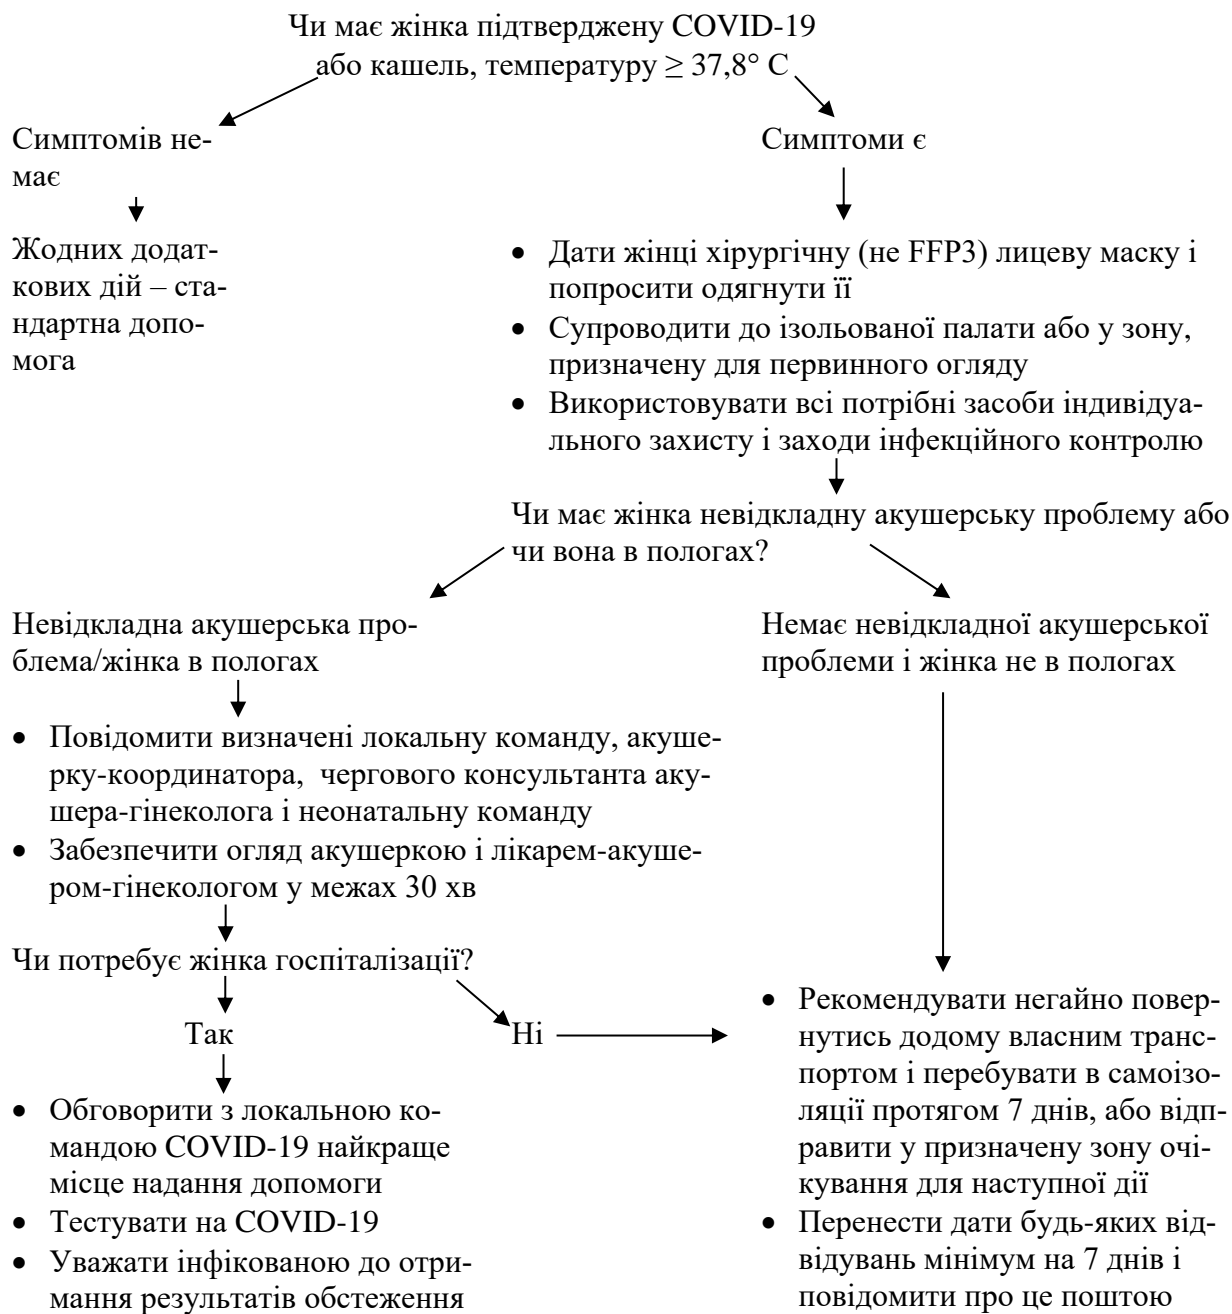 Чи має жінка підтверджену COVID-19
або кашель, температуру ≥ 37,8° С
Симптомів не-
має
Симптоми є
Жодних додат-
кових дій – ста-
ндартна допо-
мога
• Дати жінці хірургічну (не FFP3) лицеву маску і
попросити одягнути її
• Супроводити до ізольованої палати або у зону,
призначену для первинного огляду
• Використовувати всі потрібні засоби індивіду-
ального захисту і заходи інфекційного контролю
Чи має жінка невідкладну акушерську проблему або
чи вона в пологах?
Невідкладна акушерська про-
блема/жінка в пологах
Немає невідкладної акушерської
проблеми і жінка не в пологах
• Повідомити визначені локальну команду, акуше-
рку-координатора, чергового консультанта аку-
шера-гінеколога і неонатальну команду
• Забезпечити огляд акушеркою і лікарем-акуше-
ром-гінекологом у межах 30 хв
Чи потребує жінка госпіталізації?
Так
Ні
• Обговорити з локальною ко-
мандою COVID-19 найкраще
місце надання допомоги
• Тестувати на COVID-19
• Уважати інфікованою до отри-
мання результатів обстеження
• Рекомендувати негайно повер-
нутись додому власним транс-
портом і перебувати в самоізо-
ляції протягом 7 днів, або відп-
равити у призначену зону очі-
кування для наступної дії
• Перенести дати будь-яких від-
відувань мінімум на 7 днів і
повідомити про це поштою